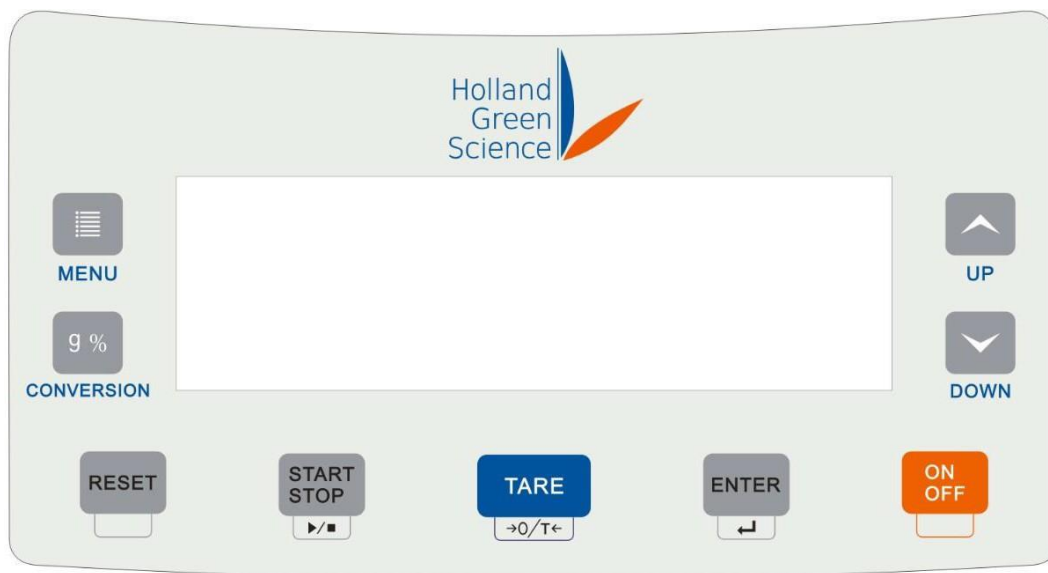 Holland
Green
Science
MENU
UP
g %
CONVERSION
DOWN
RESET
START
STOP
▶/■
TARE
→0/T←
ENTER
ON
OFF